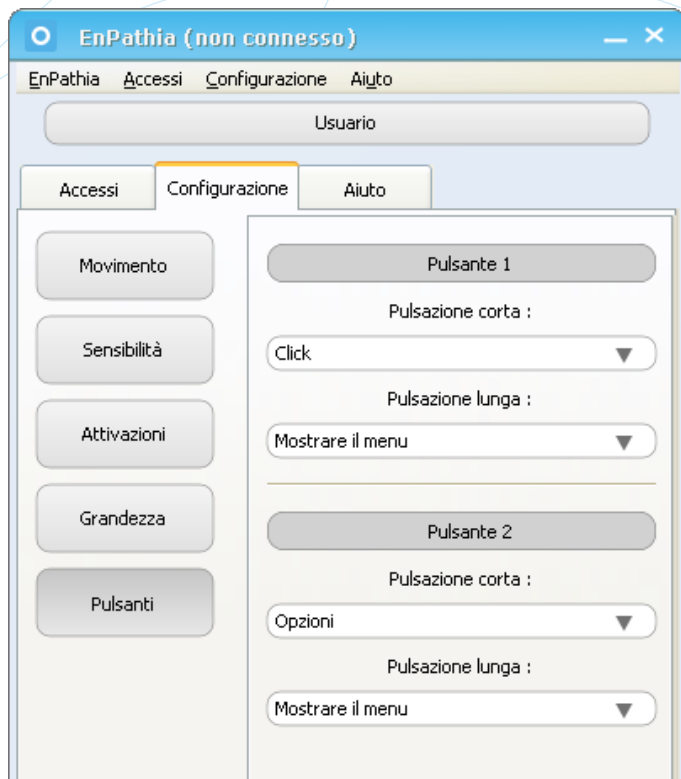 EnPathia (non connesso)
EnPathia Accessi Configurazione Aiuto
Usuario
Accessi Configurazione Aiuto
Movimento
Sensibilità
Attivazioni
Grandezza
Pulsanti
Pulsante 1
Pulsazione corta :
Click
Pulsazione lunga :
Mostrare il menu
Pulsante 2
Pulsazione corta :
Opzioni
Pulsazione lunga :
Mostrare il menu